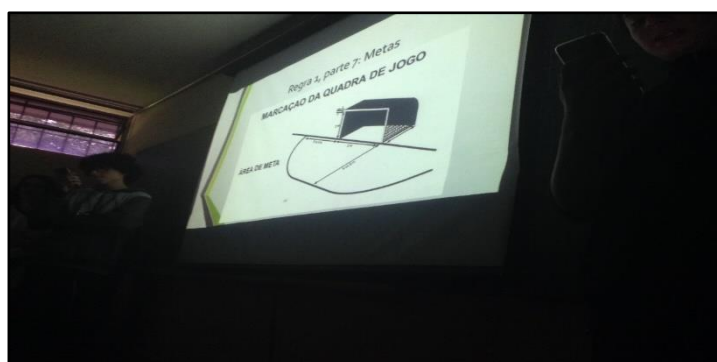 Regra 1, parte 7: Metas
MARCAÇÃO DA QUADRA DE JOGO
ÁREA DE META